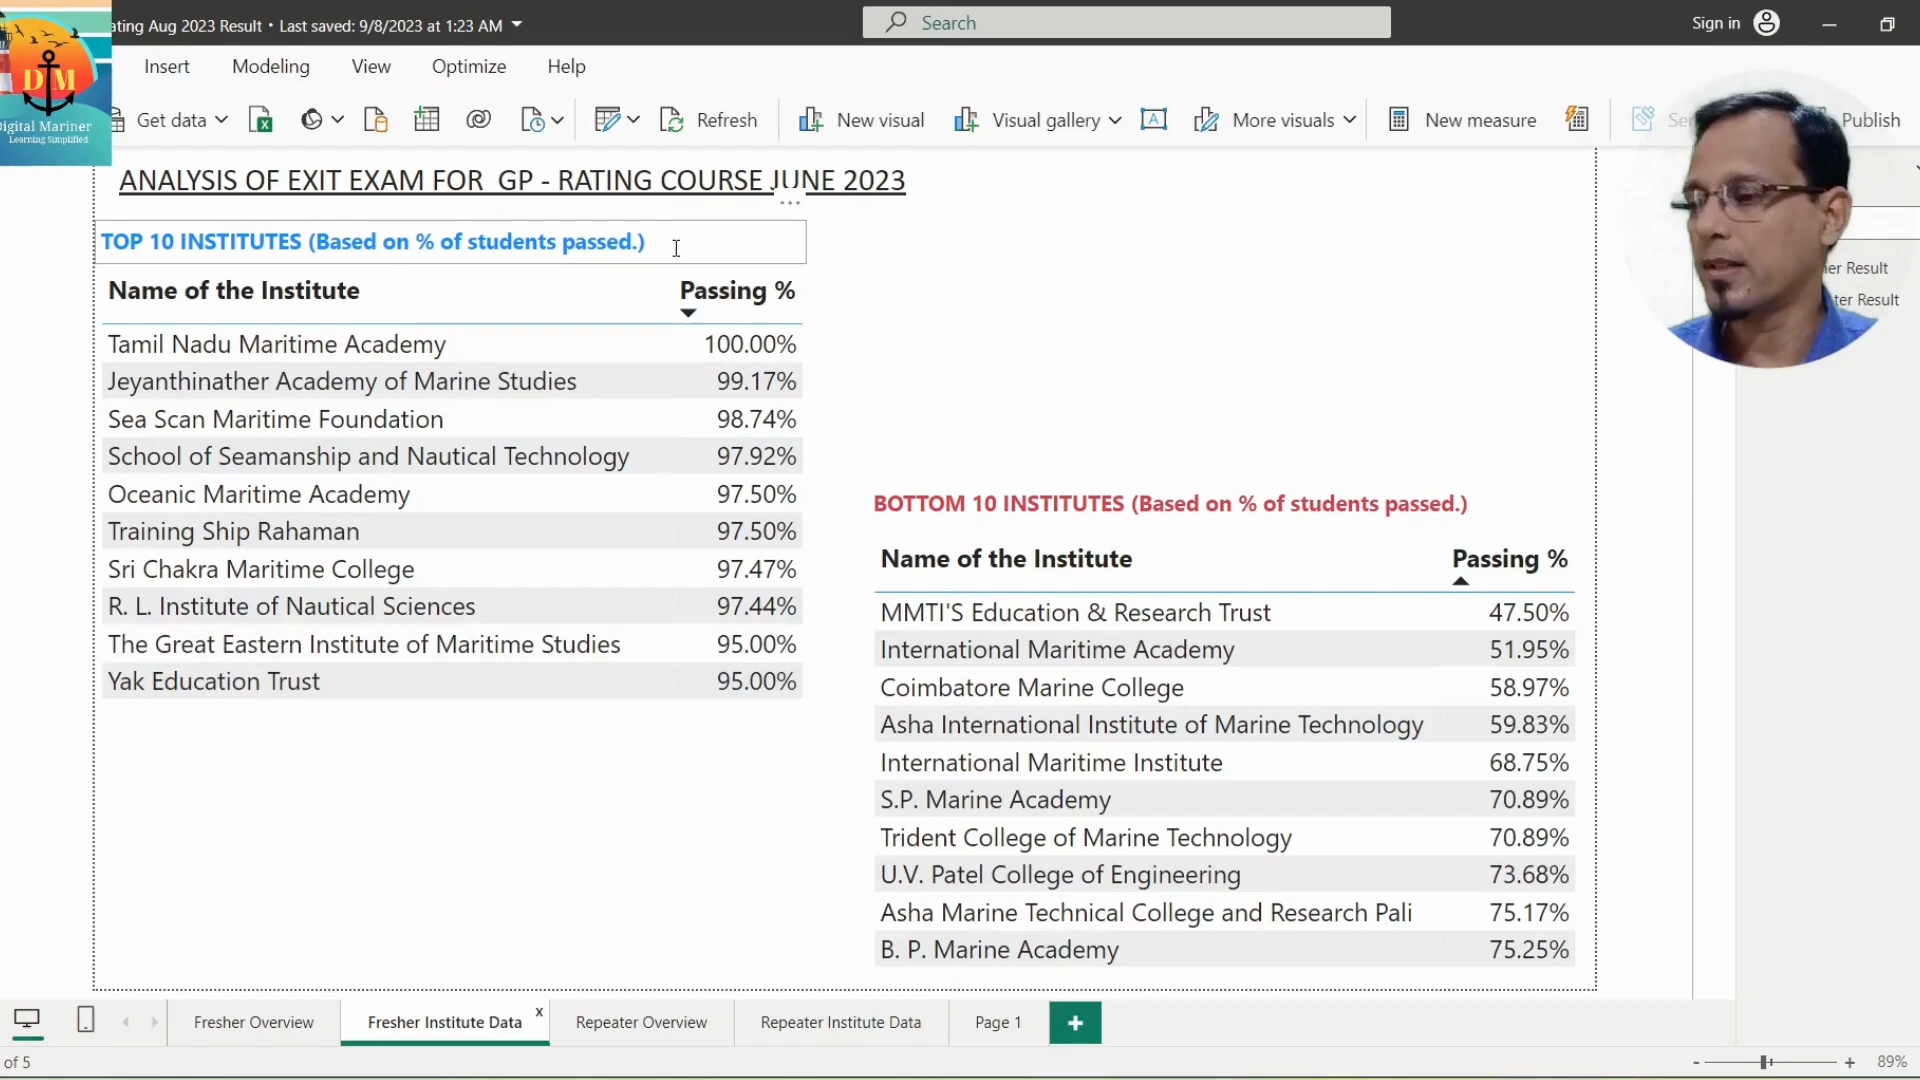 ating Aug 2023 Result • Last saved: 9/8/2023 at 1:23 AM
Search
Sign in
DM
Digital Mariner
Learning Simplified
Insert
Modeling
View
Optimize
Help
Get data
Refresh
New visual
Visual gallery
More visuals
New measure
Publish
ANALYSIS OF EXIT EXAM FOR GP - RATING COURSE JUNE 2023
TOP 10 INSTITUTES (Based on % of students passed.)
Name of the Institute Passing %
Tamil Nadu Maritime Academy 100.00%
Jeyanthinather Academy of Marine Studies 99.17%
Sea Scan Maritime Foundation 98.74%
School of Seamanship and Nautical Technology 97.92%
Oceanic Maritime Academy 97.50%
Training Ship Rahaman 97.50%
Sri Chakra Maritime College 97.47%
R. L. Institute of Nautical Sciences 97.44%
The Great Eastern Institute of Maritime Studies 95.00%
Yak Education Trust 95.00%
BOTTOM 10 INSTITUTES (Based on % of students passed.)
Name of the Institute Passing %
MMTI'S Education & Research Trust 47.50%
International Maritime Academy 51.95%
Coimbatore Marine College 58.97%
Asha International Institute of Marine Technology 59.83%
International Maritime Institute 68.75%
S.P. Marine Academy 70.89%
Trident College of Marine Technology 70.89%
U.V. Patel College of Engineering 73.68%
Asha Marine Technical College and Research Pali 75.17%
B. P. Marine Academy 75.25%
er Result
ter Result
Fresher Overview
Fresher Institute Data
x
Repeater Overview
Repeater Institute Data
Page 1
+
of 5
- + 89%